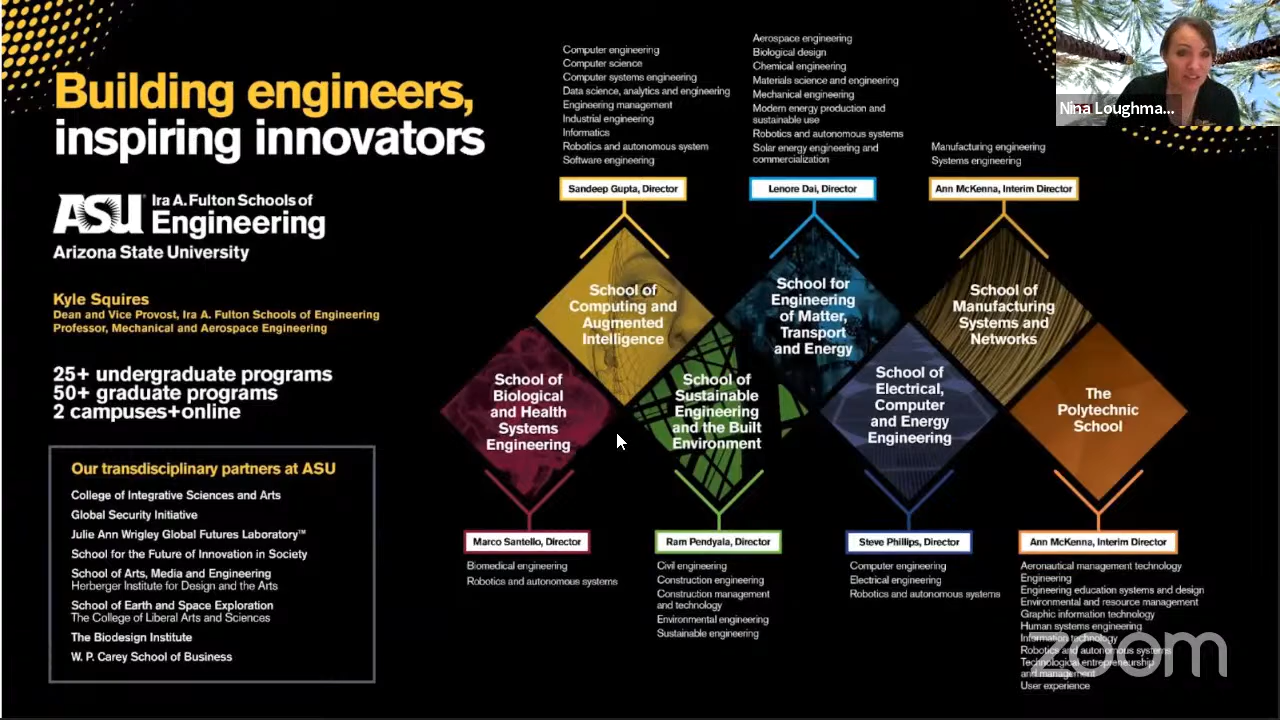 Building engineers,
inspiring innovators
ASU Ira A. Fulton Schools of
Engineering
Arizona State University
Kyle Squires
Dean and Vice Provost, Ira A. Fulton Schools of Engineering
Professor, Mechanical and Aerospace Engineering
25+ undergraduate programs
50+ graduate programs
2 campuses+online
Our transdisciplinary partners at ASU
College of Integrative Sciences and Arts
Global Security Initiative
Julie Ann Wrigley Global Futures Laboratory™
School for the Future of Innovation in Society
School of Arts, Media and Engineering
Herberger Institute for Design and the Arts
School of Earth and Space Exploration
The College of Liberal Arts and Sciences
The Biodesign Institute
W. P. Carey School of Business
Computer engineering
Computer science
Computer systems engineering
Data science, analytics and engineering
Engineering management
Industrial engineering
Informatics
Robotics and autonomous system
Software engineering
Sandeep Gupta, Director
School of
Computing and
Augmented
Intelligence
Aerospace engineering
Biological design
Chemical engineering
Materials science and engineering
Mechanical engineering
Modern energy production and
sustainable use
Robotics and autonomous systems
Solar energy engineering and
commercialization
Lenore Dai, Director
School for
Engineering
of Matter,
Transport
and Energy
Manufacturing engineering
Systems engineering
Ann McKenna, Interim Director
School of
Manufacturing
Systems and
Networks
School of
Biological
and Health
Systems
Engineering
Marco Santello, Director
Biomedical engineering
Robotics and autonomous systems
School of
Sustainable
Engineering
and the Built
Environment
Ram Pendyala, Director
Civil engineering
Construction engineering
Construction management
and technology
Environmental engineering
Sustainable engineering
School of
Electrical,
Computer
and Energy
Engineering
Steve Phillips, Director
Computer engineering
Electrical engineering
Robotics and autonomous systems
The
Polytechnic
School
Ann McKenna, Interim Director
Aeronautical management technology
Engineering
Engineering education systems and design
Environmental and resource management
Graphic information technology
Human systems engineering
Information technology
Robotics and autonomous systems
Technological entrepreneurship
and management
User experience
Nina Loughma...
zoom